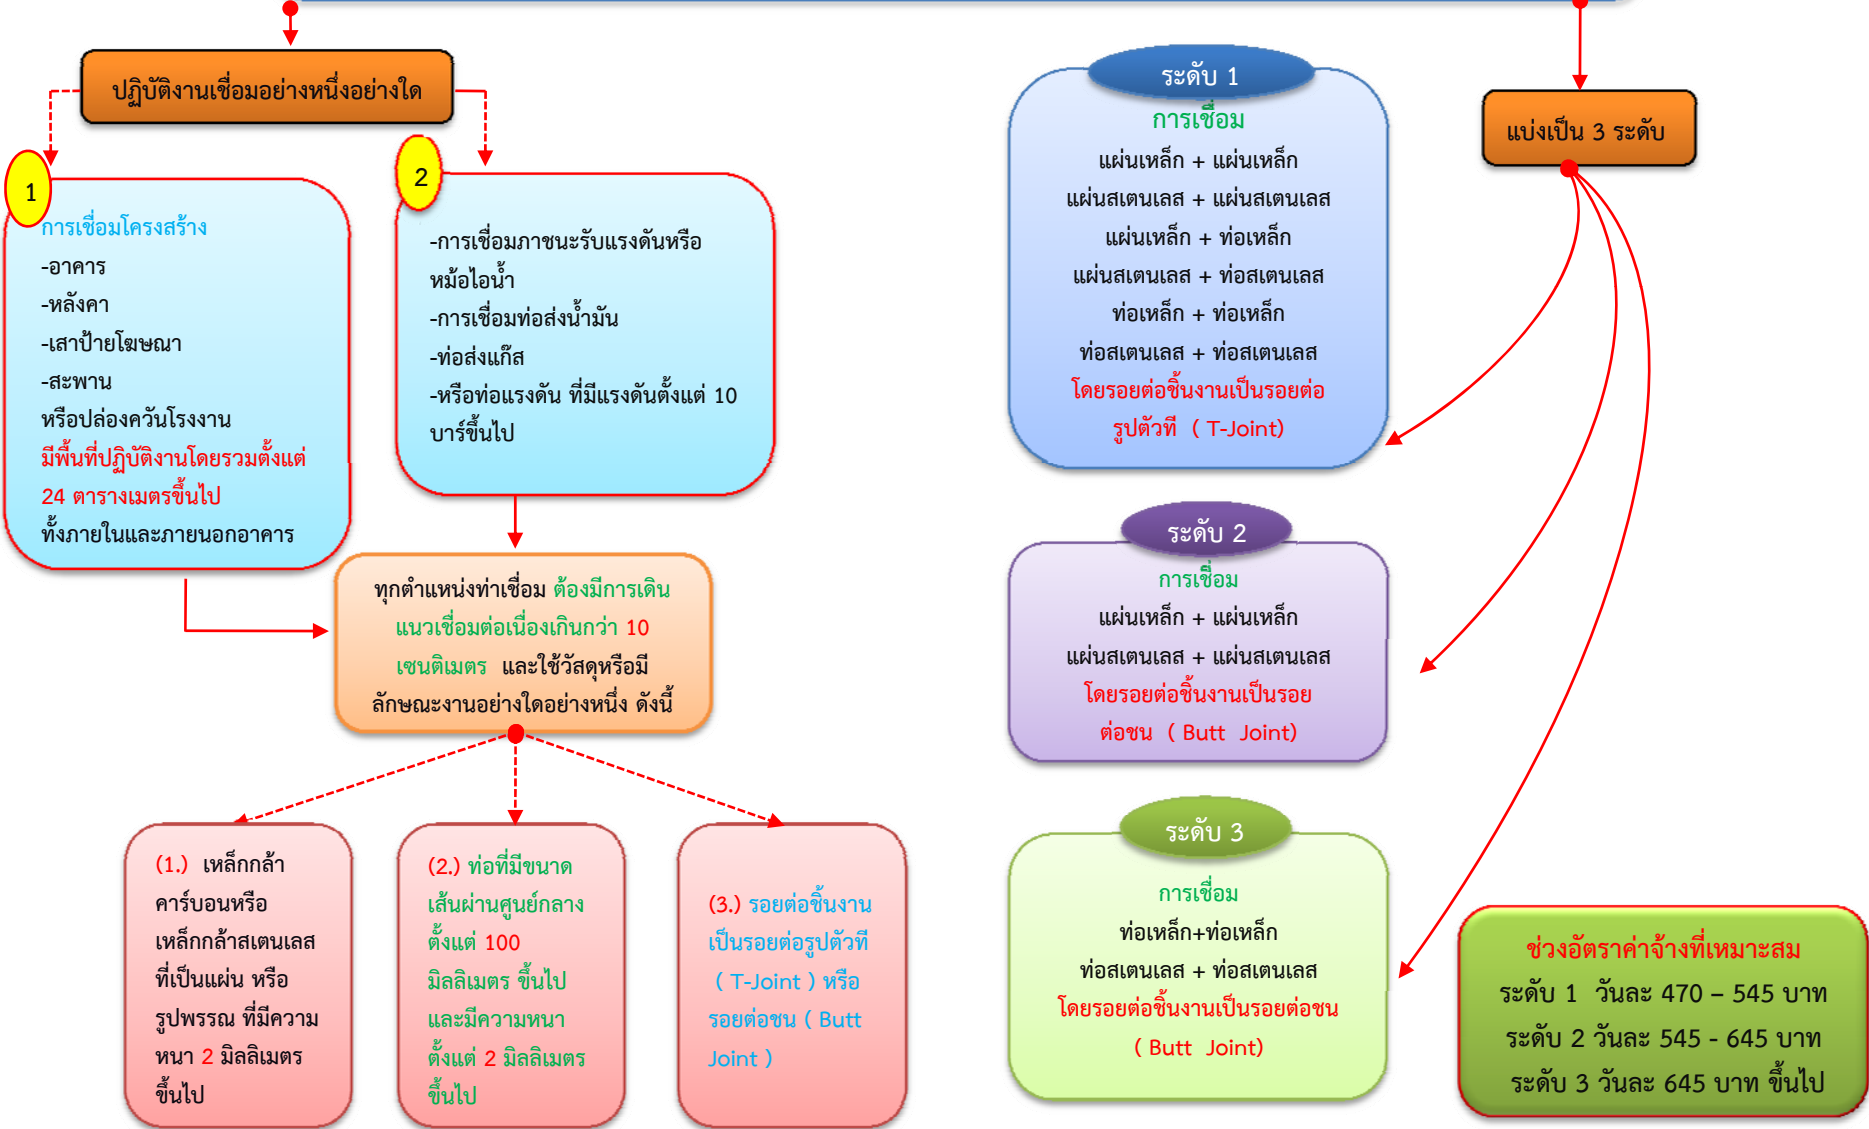 ปฏิบัติงานเชื่อมอย่างหนึ่งอย่างใด
1
การเชื่อมโครงสร้าง
-อาคาร
-หลังคา
-เสาป้ายโฆษณา
-สะพาน
หรือปล่องควันโรงงาน
มีพื้นที่ปฏิบัติงานโดยรวมตั้งแต่
24 ตารางเมตรขึ้นไป
ทั้งภายในและภายนอกอาคาร
2
-การเชื่อมภาชนะรับแรงดันหรือ
หม้อไอน้ำ
-การเชื่อมท่อส่งน้ำมัน
-ท่อส่งแก๊ส
-หรือท่อแรงดัน ที่มีแรงดันตั้งแต่ 10
บาร์ขึ้นไป
ทุกตำแหน่งท่าเชื่อม ต้องมีการเดิน
แนวเชื่อมต่อเนื่องเกินกว่า 10
เซนติเมตร และใช้วัสดุหรือมี
ลักษณะงานอย่างใดอย่างหนึ่ง ดังนี้
(1.) เหล็กกล้า
คาร์บอนหรือ
เหล็กกล้าสเตนเลส
ที่เป็นแผ่น หรือ
รูปพรรณ ที่มีความ
หนา 2 มิลลิเมตร
ขึ้นไป
(2.) ท่อที่มีขนาด
เส้นผ่านศูนย์กลาง
ตั้งแต่ 100
มิลลิเมตร ขึ้นไป
และมีความหนา
ตั้งแต่ 2 มิลลิเมตร
ขึ้นไป
(3.) รอยต่อชิ้นงาน
เป็นรอยต่อรูปตัวที
( T-Joint ) หรือ
รอยต่อชน ( Butt
Joint )
ระดับ 1
การเชื่อม
แผ่นเหล็ก + แผ่นเหล็ก
แผ่นสเตนเลส + แผ่นสเตนเลส
แผ่นเหล็ก + ท่อเหล็ก
แผ่นสเตนเลส + ท่อสเตนเลส
ท่อเหล็ก + ท่อเหล็ก
ท่อสเตนเลส + ท่อสเตนเลส
โดยรอยต่อชิ้นงานเป็นรอยต่อ
รูปตัวที ( T-Joint)
ระดับ 2
การเชื่อม
แผ่นเหล็ก + แผ่นเหล็ก
แผ่นสเตนเลส + แผ่นสเตนเลส
โดยรอยต่อชิ้นงานเป็นรอย
ต่อชน ( Butt Joint)
ระดับ 3
การเชื่อม
ท่อเหล็ก+ท่อเหล็ก
ท่อสเตนเลส + ท่อสเตนเลส
โดยรอยต่อชิ้นงานเป็นรอยต่อชน
( Butt Joint)
แบ่งเป็น 3 ระดับ
ช่วงอัตราค่าจ้างที่เหมาะสม
ระดับ 1 วันละ 470 – 545 บาท
ระดับ 2 วันละ 545 - 645 บาท
ระดับ 3 วันละ 645 บาท ขึ้นไป